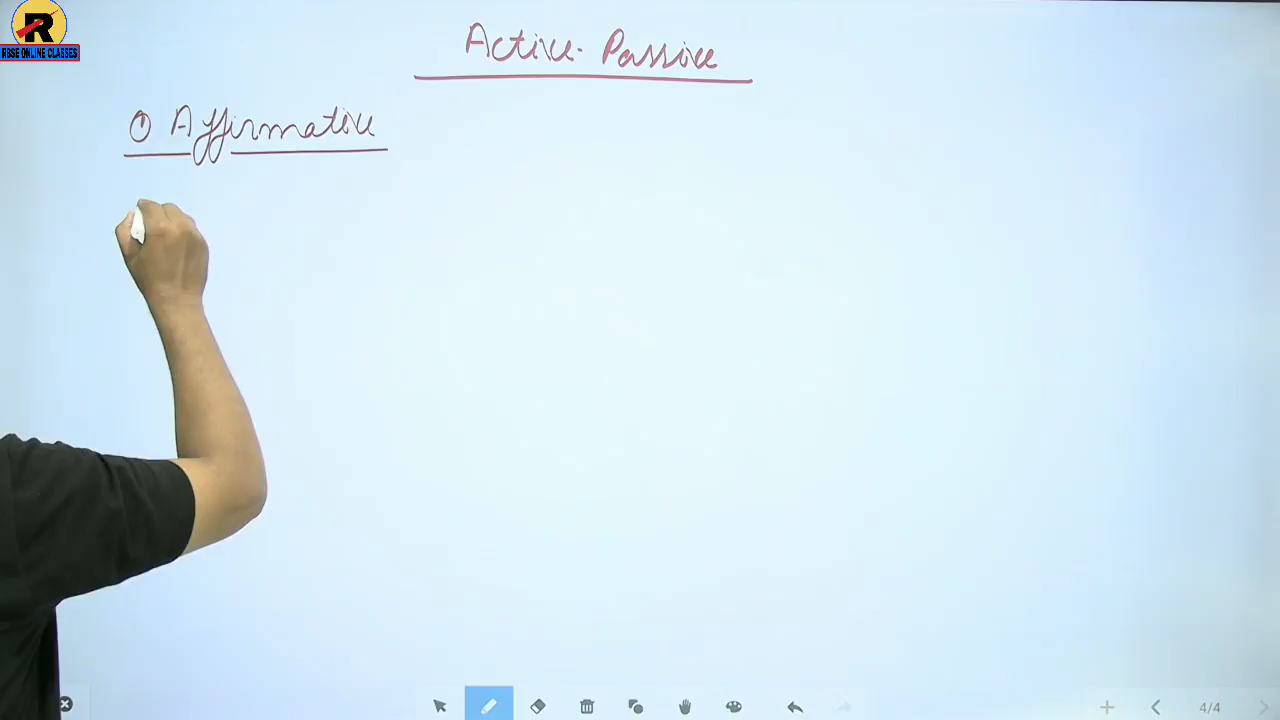 R
RBSE ONLINE CLASSES
Active-Passive
① Affirmative
4/4